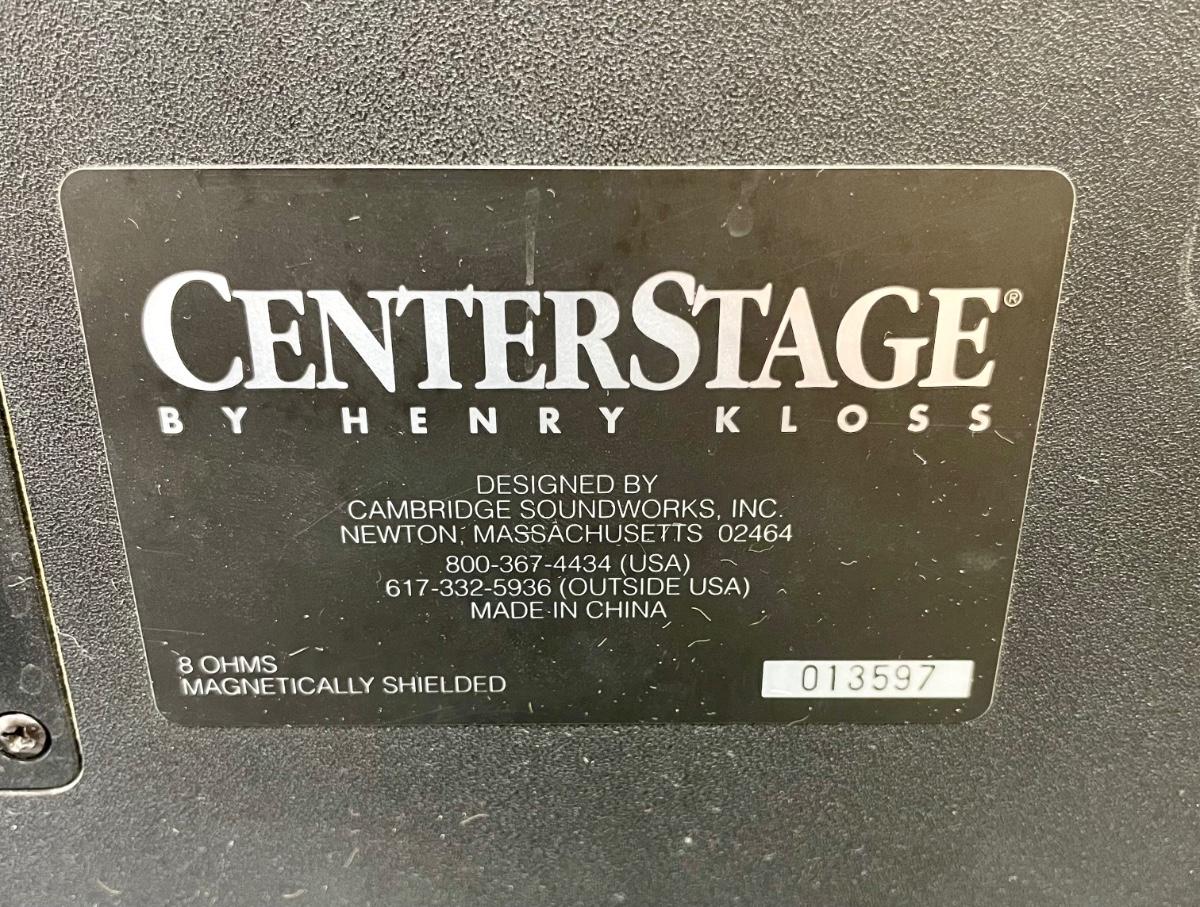 CENTERSTAGE®
BY HENRY KLOSS
DESIGNED BY
CAMBRIDGE SOUNDWORKS, INC.
NEWTON, MASSACHUSETTS 02464
800-367-4434 (USA)
617-332-5936 (OUTSIDE USA)
MADE IN CHINA
8 OHMS
MAGNETICALLY SHIELDED
013597